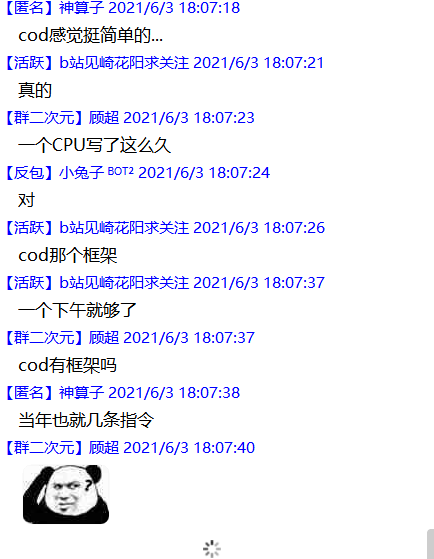 【匿名】神算子 2021/6/3 18:07:18
cod感觉挺简单的...
【活跃】b站见崎花阳求关注 2021/6/3 18:07:21
真的
【群二次元】顾超 2021/6/3 18:07:23
一个CPU写了这么久
【反包】小兔子 ᴮᴼᵀ² 2021/6/3 18:07:24
对
【活跃】b站见崎花阳求关注 2021/6/3 18:07:26
cod那个框架
【活跃】b站见崎花阳求关注 2021/6/3 18:07:37
一个下午就够了
【群二次元】顾超 2021/6/3 18:07:37
cod有框架吗
【匿名】神算子 2021/6/3 18:07:38
当年也就几条指令
【群二次元】顾超 2021/6/3 18:07:40
?